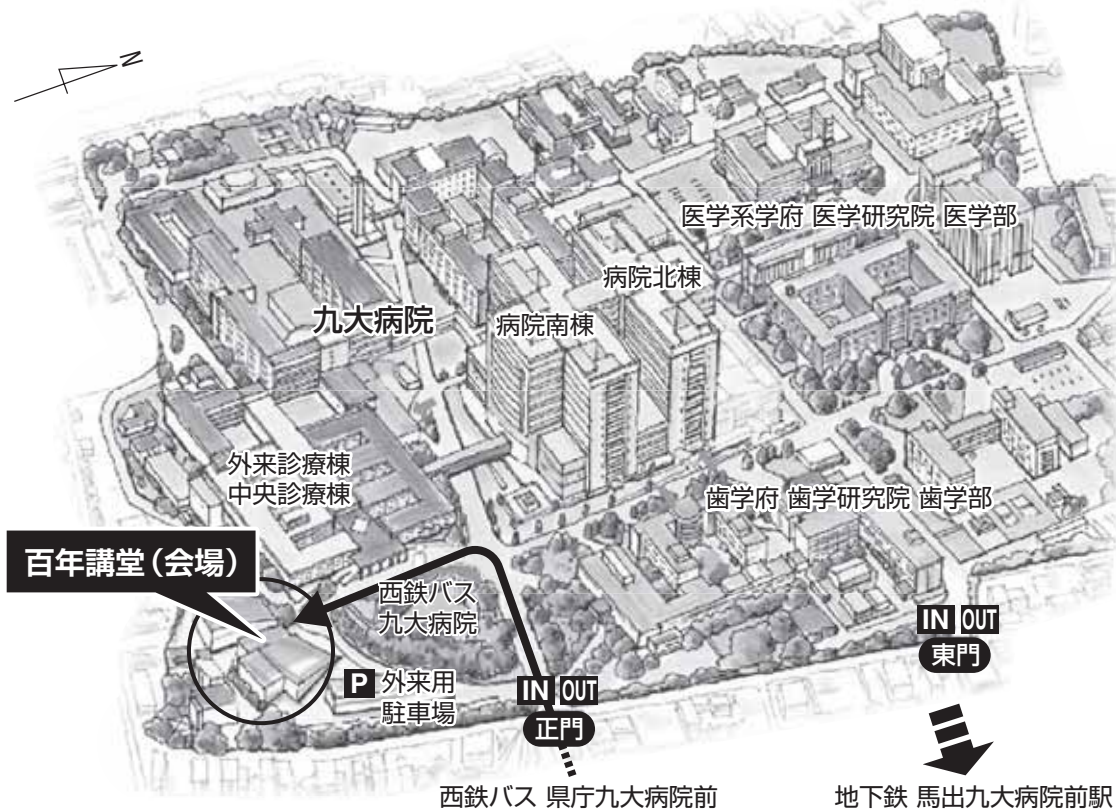 N
医学系学府 医学研究院 医学部
病院北棟
九大病院
病院南棟
外来診療棟
中央診療棟
歯学府 歯学研究院 歯学部
百年講堂（会場）
西鉄バス
九大病院
IN OUT
東門
P 外来用
駐車場
IN OUT
正門
西鉄バス 県庁九大病院前
地下鉄 馬出九大病院前駅